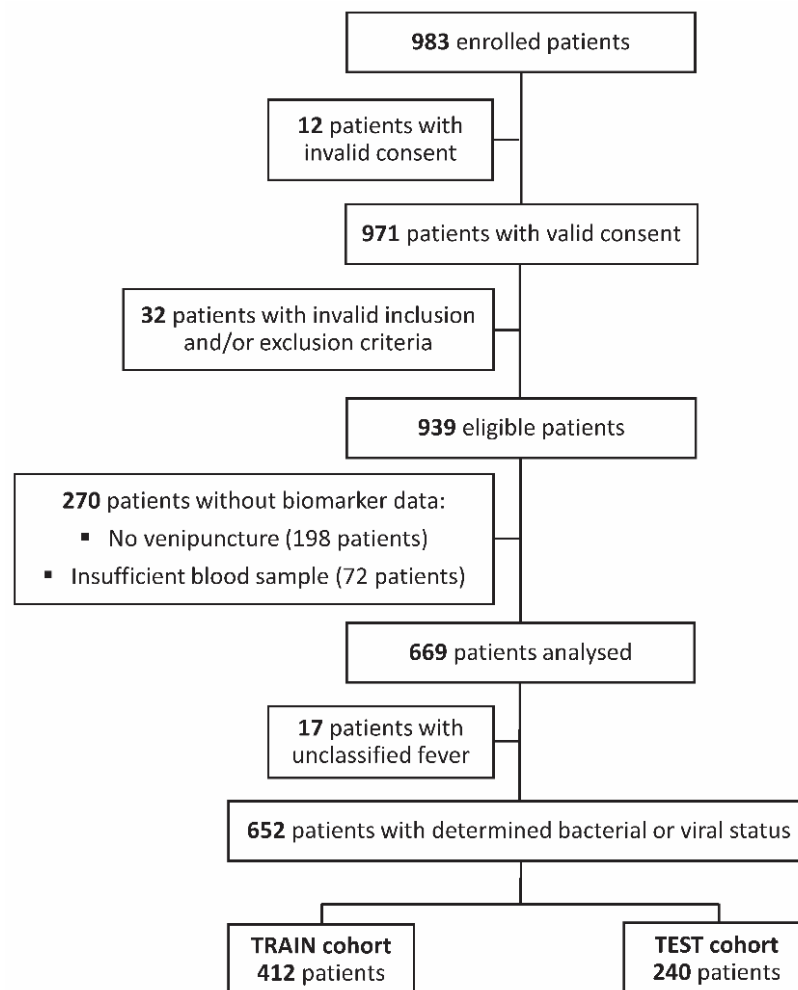 983 enrolled patients
12 patients with
invalid consent
971 patients with valid consent
32 patients with invalid inclusion
and/or exclusion criteria
939 eligible patients
270 patients without biomarker data:
▪ No venipuncture (198 patients)
▪ Insufficient blood sample (72 patients)
669 patients analysed
17 patients with
unclassified fever
652 patients with determined bacterial or viral status
TRAIN cohort
412 patients
TEST cohort
240 patients